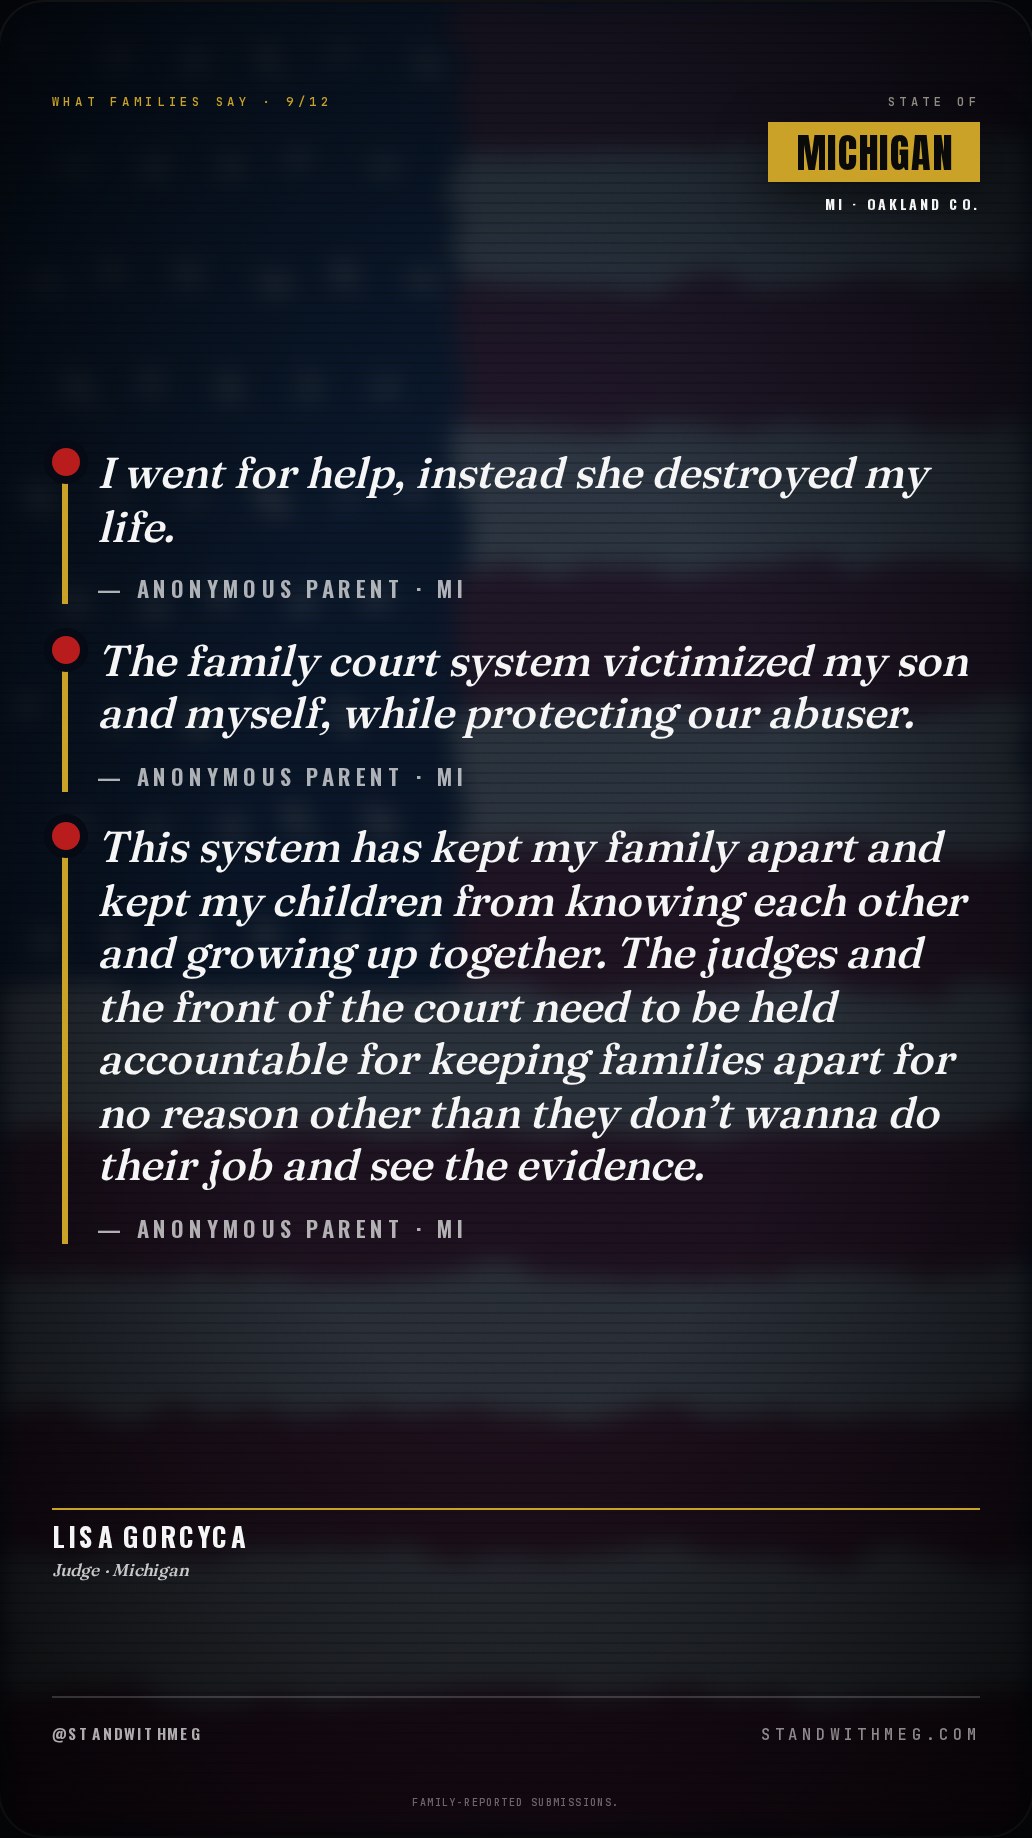 WHAT FAMILIES SAY · 9/12
STATE OF
MICHIGAN
MI · OAKLAND CO.
I went for help, instead she destroyed my
life.
— ANONYMOUS PARENT · MI
The family court system victimized my son
and myself, while protecting our abuser.
— ANONYMOUS PARENT · MI
This system has kept my family apart and
kept my children from knowing each other
and growing up together. The judges and
the front of the court need to be held
accountable for keeping families apart for
no reason other than they don’t wanna do
their job and see the evidence.
— ANONYMOUS PARENT · MI
LISA GORCYCA
Judge · Michigan
@STANDWITHMEG
STANDWITHMEG.COM
FAMILY-REPORTED SUBMISSIONS.